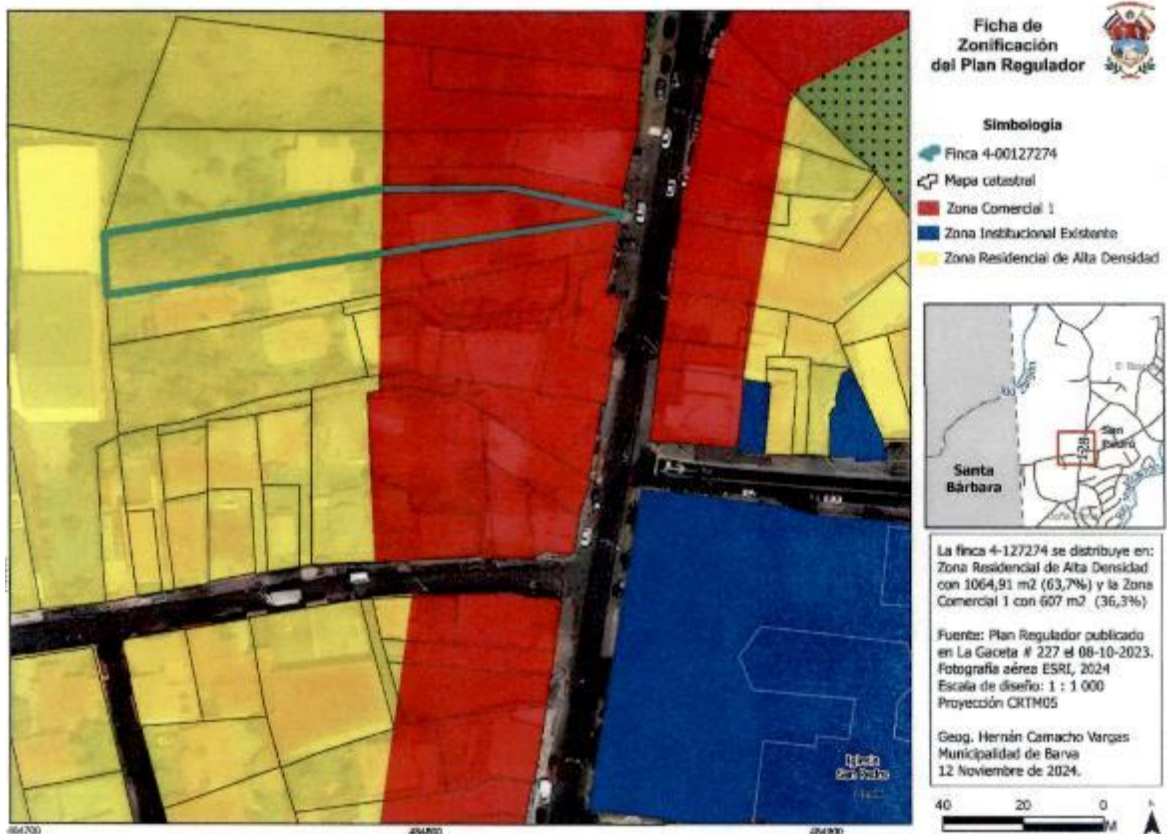 Ficha de
Zonificación
del Plan Regulador
Simbología
Finca 4-00127274
Mapa catastral
Zona Comercial 1
Zona Institucional Existente
Zona Residencial de Alta Densidad
San
Pedro
128
Santa
Bárbara
La finca 4-127274 se distribuye en:
Zona Residencial de Alta Densidad
con 1064,91 m2 (63,7%) y la Zona
Comercial 1 con 607 m2 (36,3%)
Fuente: Plan Regulador publicado
en La Gaceta # 227 el 08-10-2023.
Fotografía aérea ESRI, 2024
Escala de diseño: 1 : 1 000
Proyección CRTM05
Geog. Hernán Camacho Vargas
Municipalidad de Barva
12 Noviembre de 2024.
Iglesia
San Pedro
40 20 0
M
484700 484800 484900